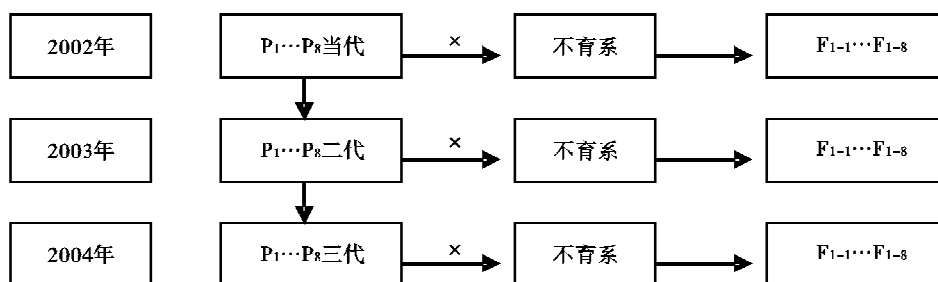 2002年 P₁…P₈当代 × 不育系 F₁₋₁…F₁₋₈
2003年 P₁…P₈二代 × 不育系 F₁₋₁…F₁₋₈
2004年 P₁…P₈三代 × 不育系 F₁₋₁…F₁₋₈